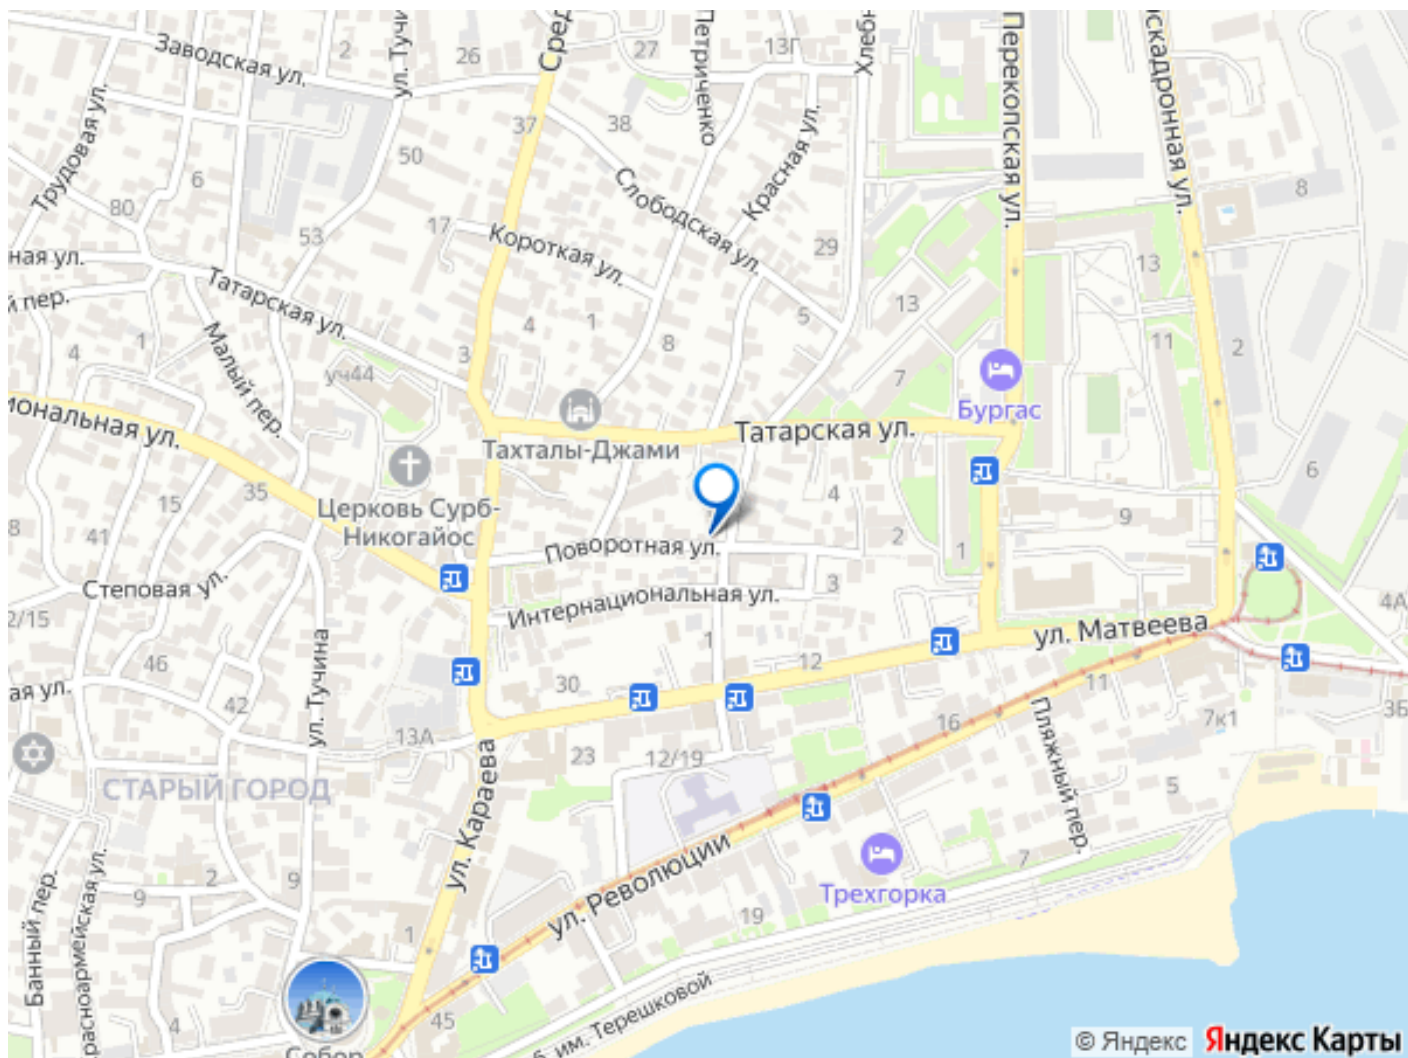 Заводская ул.
2
ул. Тучи
26
Сред
27
Петриченко
13Г
Хлебн
Перекопская ул.
оскадронная ул.
Трудовая ул.
37
38
50
Красная ул.
8
6
80
Слободская ул.
17
53
Короткая ул.
29
ная ул.
13
й пер.
Татарская ул.
13
4
1
5
1
4
Малый пер.
3
8
11
2
уч44
7
Бургас
иональная ул.
Тахталы-Джами
Татарская ул.
6
35
15
4
Церковь Сурб-
Никогайос
9
8
41
2
1
Поворотная ул.
Степовая ул.
3
Интернациональная ул.
4А
2/15
ул. Матвеева
ул. Тучина
1
46
12
ая ул.
30
11
42
Пляжный пер.
3Б
7к1
13А
16
23
12/19
СТАРЫЙ ГОРОД
5
ул. Караева
ул. Революции
7
2
9
9
Трехгорка
19
Банный пер.
красноармейская ул.
1
4
45
б. им. Терешковой
Собор
© Яндекс
Яндекс Карты